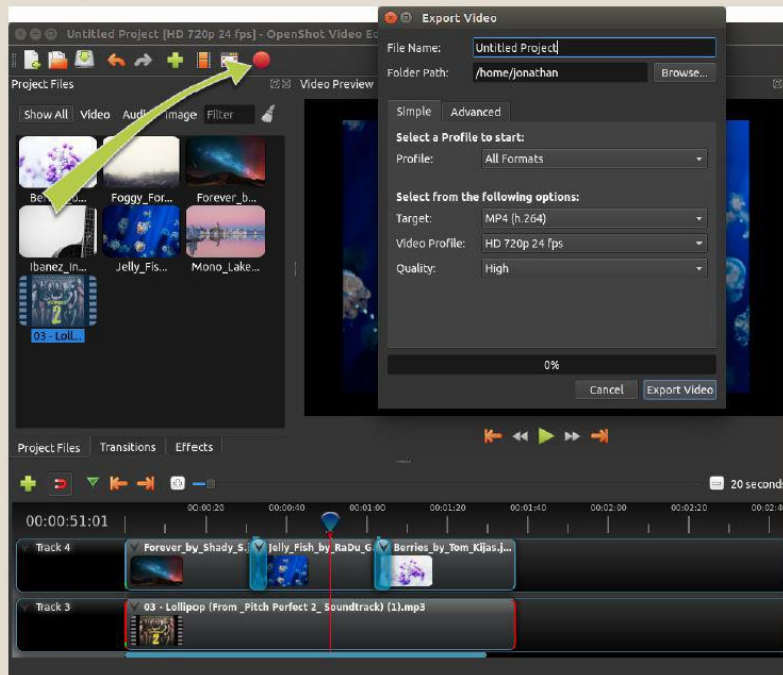 Untitled Project [HD 720p 24 fps] - OpenShot Video Ed
Export Video
File Name:
Untitled Project
Folder Path:
/home/jonathan
Browse...
Project Files
Video Preview
Show All
Video
Filter
Simple
Advanced
Select a Profile to start:
Profile:
All Formats
Select from the following options:
Target:
MP4 (h.264)
Video Profile:
HD 720p 24 fps
Quality:
High
Foggy_For...
Forever_b...
Ibanez_In...
Jelly_Fis...
Mono_Lake...
03 - Loll...
0%
Cancel
Export Video
Project Files
Transitions
Effects
20 seconds
00:00:51:01
00:00:20
00:00:40
00:01:00
00:01:20
00:01:40
00:02:00
00:02:20
00:02:4
Track 4
Forever_by_Shady_S.j
Jelly_Fish_by_RaDu_G
Berries_by_Tom_Kijas.j...
Track 3
03 - Lollipop (From _Pitch Perfect 2_ Soundtrack) (1).mp3